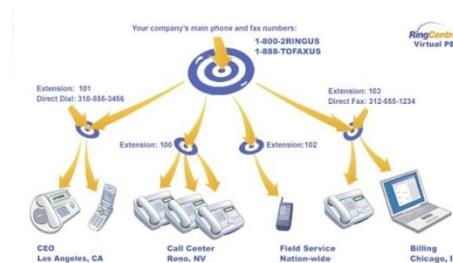 Your company's main phone and fax numbers:
1-800-2RINGUS
1-888-TOFAXUS
RingCentr
Virtual PB
Extension: 101
Direct Dial: 310-555-3456
Extension: 103
Direct Fax: 312-555-1234
Extension: 100
Extension:102
CEO
Los Angeles, CA
Call Center
Reno. NV
Field Service
Nation-wide
Billing
Chicago, I